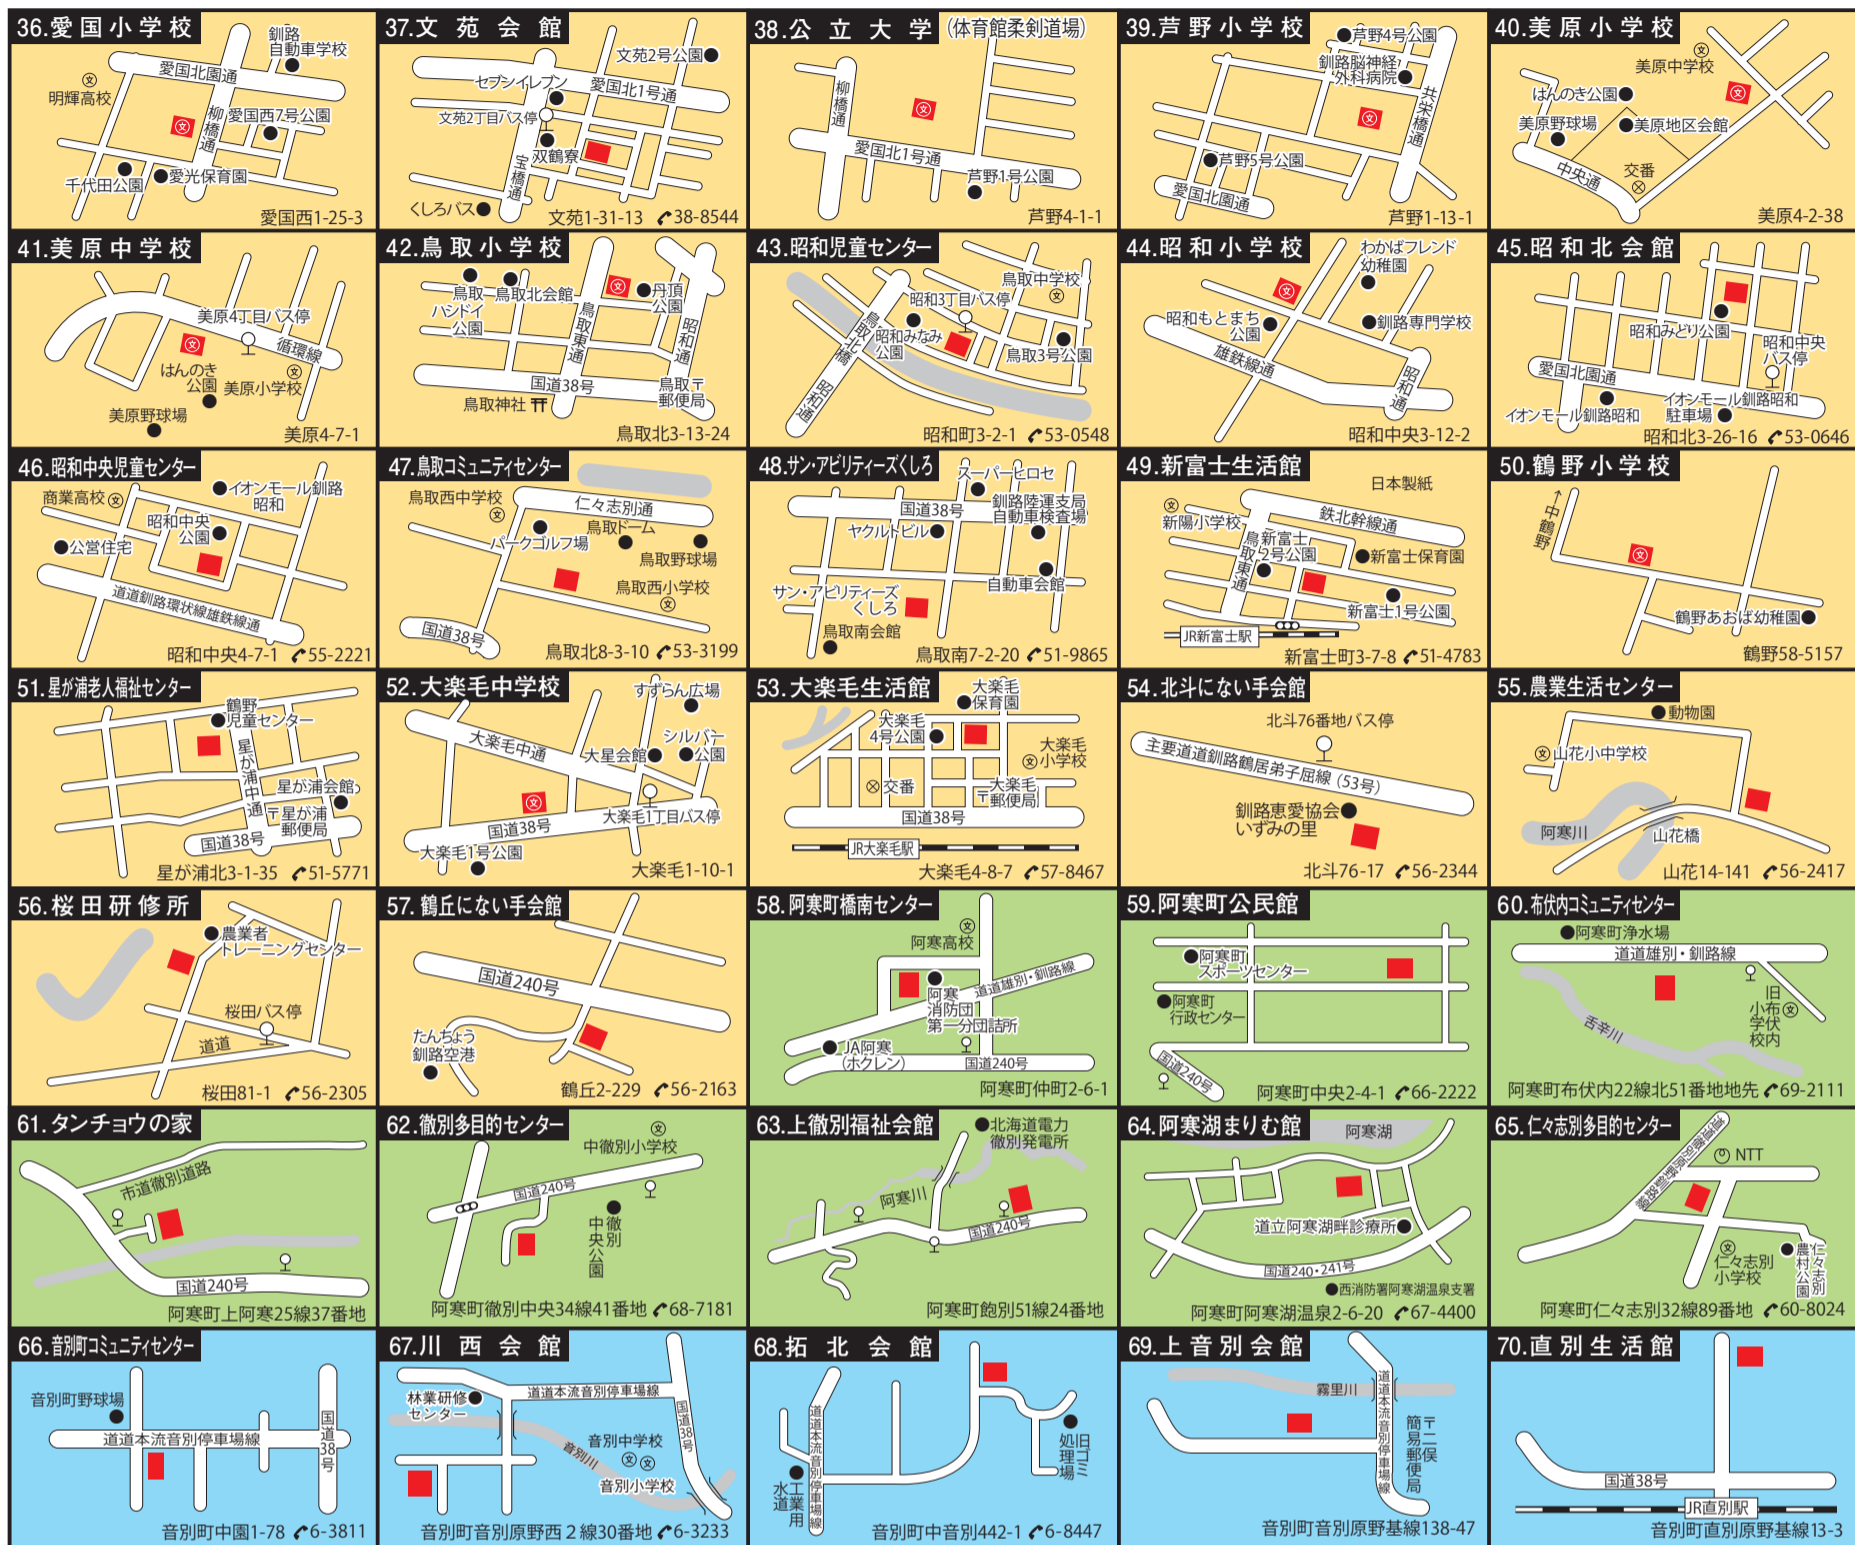 36.愛国小学校
釧路
自動車学校
愛国北園通
明輝高校
柳橋通
愛国西7号公園
千代田公園
愛光保育園
愛国西1-25-3
37.文苑会館
文苑2号公園
セブンイレブン
愛国北1号通
文苑2丁目バス停
双鶴寮
宝橋通
くしろバス
文苑1-31-13 38-8544
38.公立大学(体育館柔剣道場)
柳橋通
愛国北1号通
芦野1号公園
芦野4-1-1
39.芦野小学校
芦野4号公園
釧路脳神経
外科病院
共栄橋通
芦野5号公園
愛国北園通
芦野1-13-1
40.美原小学校
美原中学校
はんのき公園
美原野球場
美原地区会館
中央通
交番
美原4-2-38
41.美原中学校
美原4丁目バス停
循環線
はんのき
公園
美原小学校
美原野球場
美原4-7-1
42.鳥取小学校
鳥取
ハシドイ
公園
鳥取北会館
丹頂
公園
鳥取東通
昭和通
国道38号
鳥取神社
鳥取〒
郵便局
鳥取北3-13-24
43.昭和児童センター
鳥取中学校
昭和3丁目バス停
鳥取北橋
昭和みなみ
公園
鳥取3号公園
昭和通
昭和町3-2-1 53-0548
44.昭和小学校
わかばフレンド
幼稚園
昭和もとまち
公園
釧路専門学校
雄鉄線通
昭和通
昭和中央3-12-2
45.昭和北会館
昭和みどり公園
昭和中央
バス停
愛国北園通
イオンモール釧路昭和
イオンモール釧路昭和
駐車場
昭和北3-26-16 53-0646
46.昭和中央児童センター
商業高校
イオンモール釧路
昭和
昭和中央
公園
公営住宅
道道釧路環状線雄鉄線通
昭和中央4-7-1 55-2221
47.鳥取コミュニティセンター
鳥取西中学校
仁々志別通
鳥取ドーム
パークゴルフ場
鳥取野球場
鳥取西小学校
国道38号
鳥取北8-3-10 53-3199
48.サン・アビリティーズくしろ
スーパーヒロセ
国道38号
釧路陸運支局
自動車検査場
ヤクルトビル
自動車会館
サン・アビリティーズ
くしろ
鳥取南会館
鳥取南7-2-20 51-9865
49.新富士生活館
日本製紙
新陽小学校
鉄北幹線通
鳥取東通
新富士
2号公園
新富士保育園
新富士1号公園
JR新富士駅
新富士町3-7-8 51-4783
50.鶴野小学校
→中鶴野
鶴野あおば幼稚園
鶴野58-5157
51.星が浦老人福祉センター
鶴野
児童センター
星が浦中通
星が浦会館
〒星が浦
郵便局
国道38号
星が浦北3-1-35 51-5771
52.大楽毛中学校
すずらん広場
大楽毛中通
大星会館
シルバー
公園
国道38号
大楽毛1丁目バス停
大楽毛1号公園
大楽毛1-10-1
53.大楽毛生活館
大楽毛
保育園
大楽毛
4号公園
大楽毛
小学校
交番
大楽毛
〒郵便局
国道38号
JR大楽毛駅
大楽毛4-8-7 57-8467
54.北斗にない手会館
北斗76番地バス停
主要道道釧路鶴居弟子屈線(53号)
釧路恵愛協会
いずみの里
北斗76-17 56-2344
55.農業生活センター
動物園
山花小中学校
阿寒川
山花橋
山花14-141 56-2417
56.桜田研修所
農業者
トレーニングセンター
桜田バス停
道道
桜田81-1 56-2305
57.鶴丘にない手会館
国道240号
たんちょう
釧路空港
鶴丘2-229 56-2163
58.阿寒町橋南センター
阿寒高校
道道雄別・釧路線
阿寒
消防団
第一分団詰所
JA阿寒
(ホクレン)
国道240号
阿寒町仲町2-6-1
59.阿寒町公民館
阿寒町
スポーツセンター
阿寒町
行政センター
国道240号
阿寒町中央2-4-1 66-2222
60.布伏内コミュニティセンター
阿寒町浄水場
道道雄別・釧路線
舌辛川
旧布伏内
小学校
阿寒町布伏内22線北51番地地先 69-2111
61.タンチョウの家
市道徹別道路
国道240号
阿寒町上阿寒25線37番地
62.徹別多目的センター
中徹別小学校
国道240号
徹別
中央公園
阿寒町徹別中央34線41番地 68-7181
63.上徹別福祉会館
北海道電力
徹別発電所
阿寒川
国道240号
阿寒町飽別51線24番地
64.阿寒湖まりむ館
阿寒湖
道立阿寒湖畔診療所
国道240・241号
西消防署阿寒湖温泉支署
阿寒町阿寒湖温泉2-6-20 67-4400
65.仁々志別多目的センター
NTT
仁々志別
小学校
仁々志別
農村公園
阿寒町仁々志別32線89番地 60-8024
66.音別町コミュニティセンター
音別町野球場
道道本流音別停車場線
国道38号
音別町中園1-78 6-3811
67.川西会館
林業研修
センター
道道本流音別停車場線
国道38号
音別川
音別中学校
音別小学校
音別町音別原野西2線30番地 6-3233
68.拓北会館
道道本流音別停車場線
工業用
水道
旧ゴミ
処理場
音別町中音別442-1 6-8447
69.上音別会館
霧里川
道道本流音別停車場線
〒二俣
簡易郵便局
音別町音別原野基線138-47
70.直別生活館
国道38号
JR直別駅
音別町直別原野基線13-3